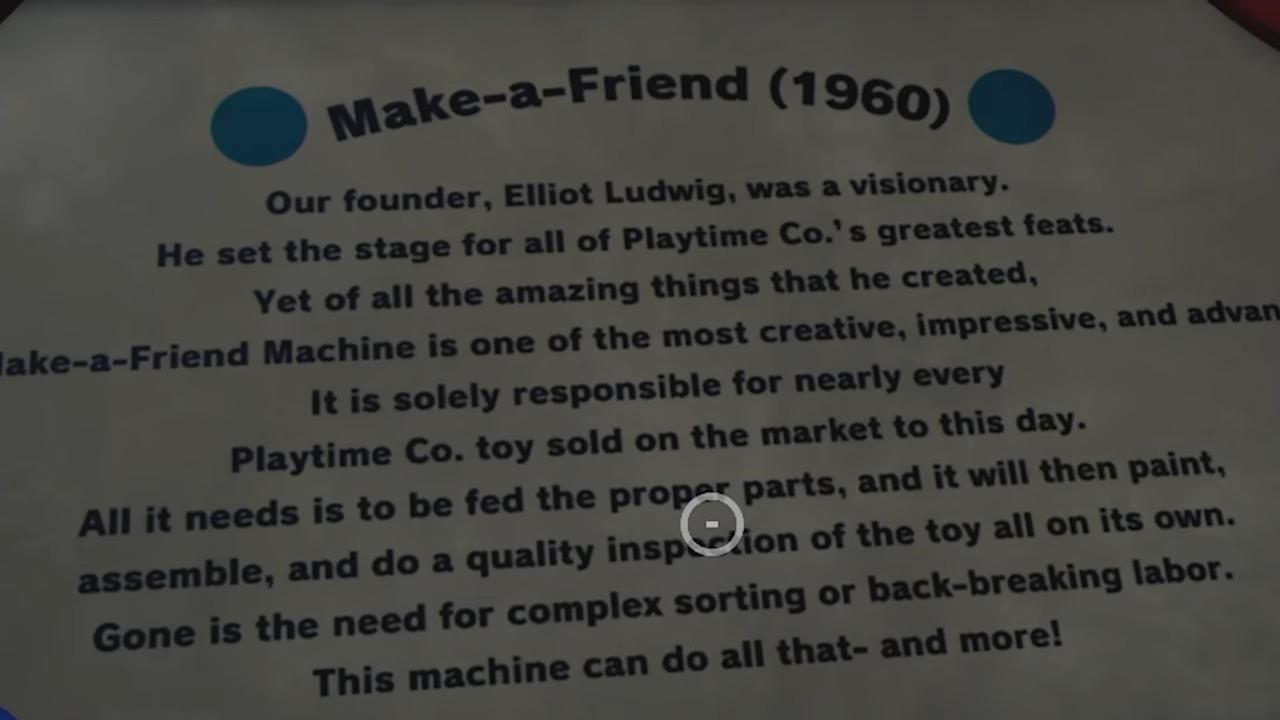 Make-a-Friend (1960)
Our founder, Elliot Ludwig, was a visionary.
He set the stage for all of Playtime Co.'s greatest feats.
Yet of all the amazing things that he created,
Machine is one of the most creative, impressive, and
It is solely responsible for nearly every
Playtime Co. toy sold on the market to this day.
All it needs is to be fed the proper parts, and it will then paint,
assemble, and do a quality inspection of the toy all on its own.
Gone is the need for complex sorting or back-breaking labor.
This machine can do all that- and more!